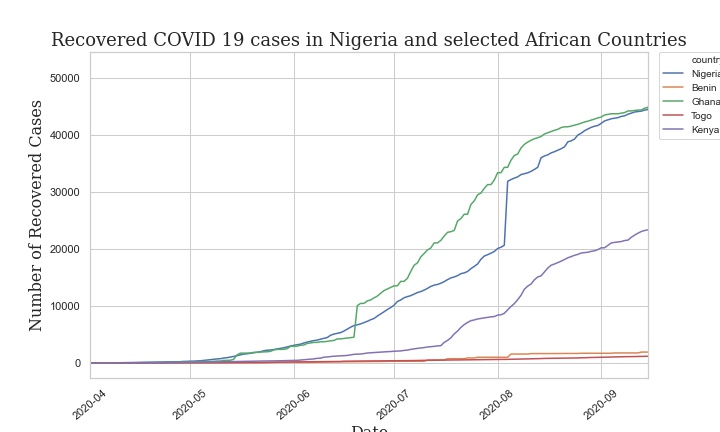 Recovered COVID 19 cases in Nigeria and selected African Countries
Number of Recovered Cases
50000
40000
30000
20000
10000
0
2020-04
2020-05
2020-06
2020-07
2020-08
2020-09
Date
countr
Nigeria
Benin
Ghana
Togo
Kenya